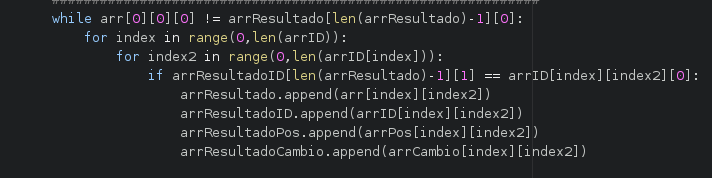 while arr[0][0][0] != arrResultado[len(arrResultado)-1][0]:
    for index in range(0,len(arrID)):
        for index2 in range(0,len(arrID[index])):
            if arrResultadoID[len(arrResultado)-1][1] == arrID[index][index2][0]:
                arrResultado.append(arr[index][index2])
                arrResultadoID.append(arrID[index][index2])
                arrResultadoPos.append(arrPos[index][index2])
                arrResultadoCambio.append(arrCambio[index][index2])